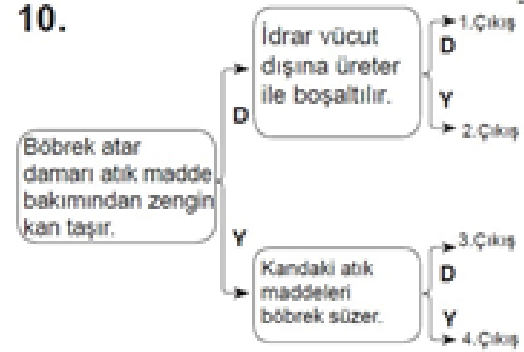 10.
Böbrek atar
damarı atık madde
bakımından zengin
kan taşır.
D
Y
İdrar vücut
dışına üreter
ile boşaltılır.
D
Y
1.Çıkış
2.Çıkış
Kandaki atık
maddeleri
böbrek süzer.
D
Y
3.Çıkış
4.Çıkış